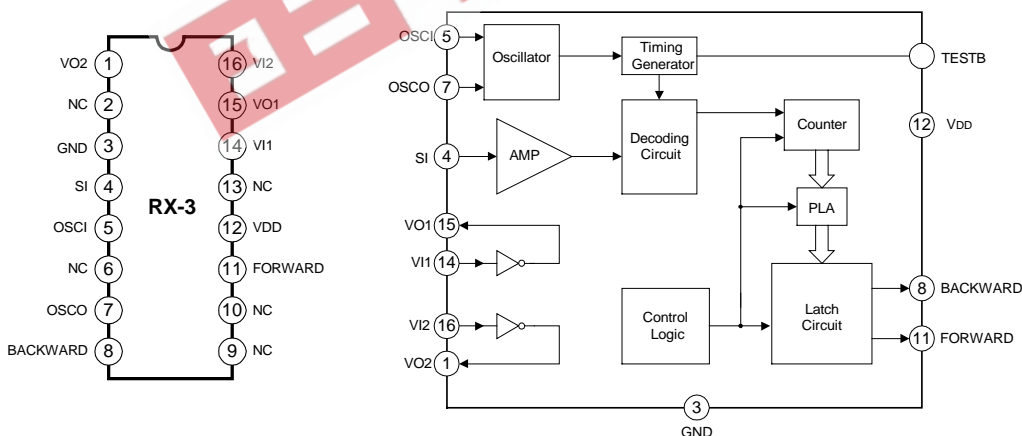 VO2 1
NC 2
GND 3
SI 4
OSCI 5
NC 6
OSCO 7
BACKWARD 8
RX-3
16 VI2
15 VO1
14 VI1
13 NC
12 VDD
11 FORWARD
10 NC
9 NC
OSCI 5
OSCO 7
SI 4
VO1 15
VI1 14
VI2 16
VO2 1
Oscillator
Timing
Generator
AMP
Decoding
Circuit
Counter
PLA
Control
Logic
Latch
Circuit
TESTB
12 VDD
8 BACKWARD
11 FORWARD
3
GND